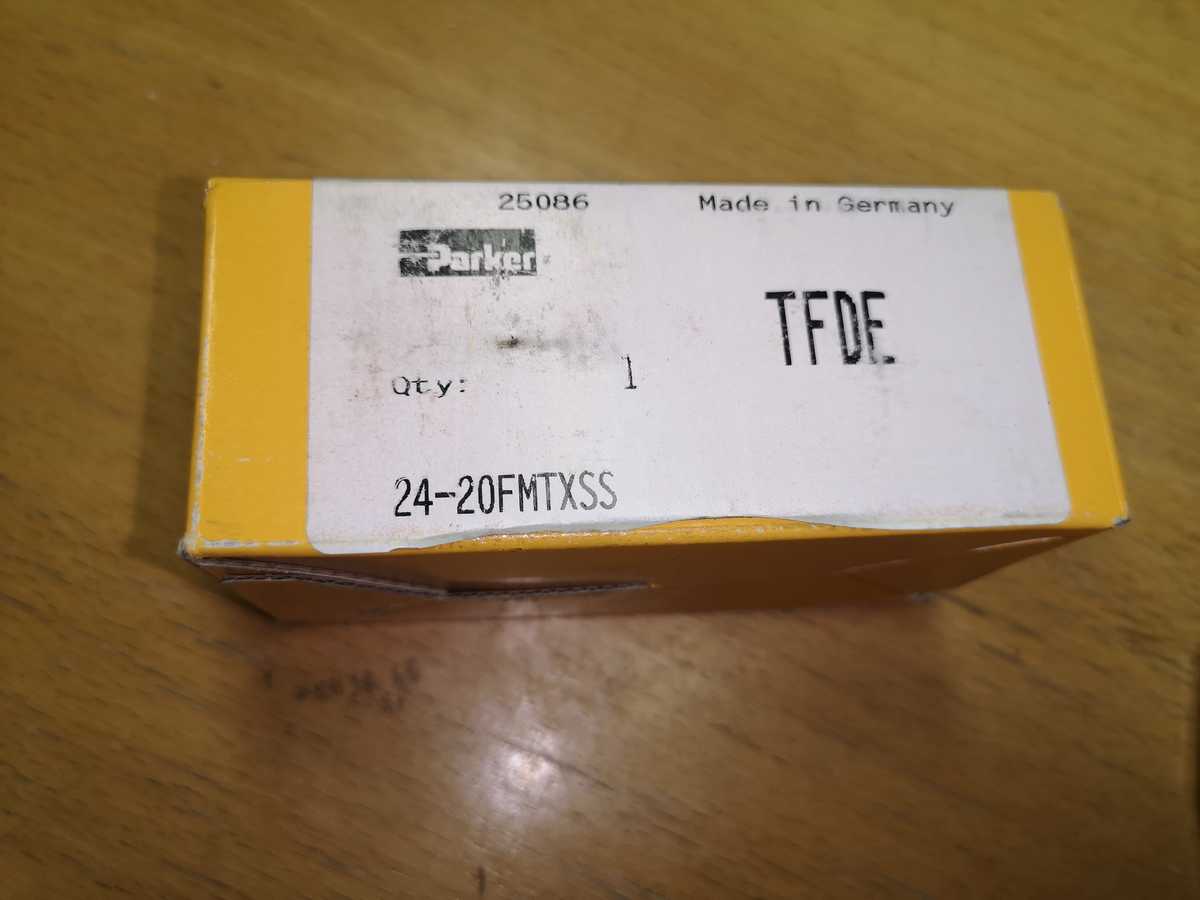 25086 Made in Germany
Parker
TFDE
Qty: 1
24-20FMTXSS